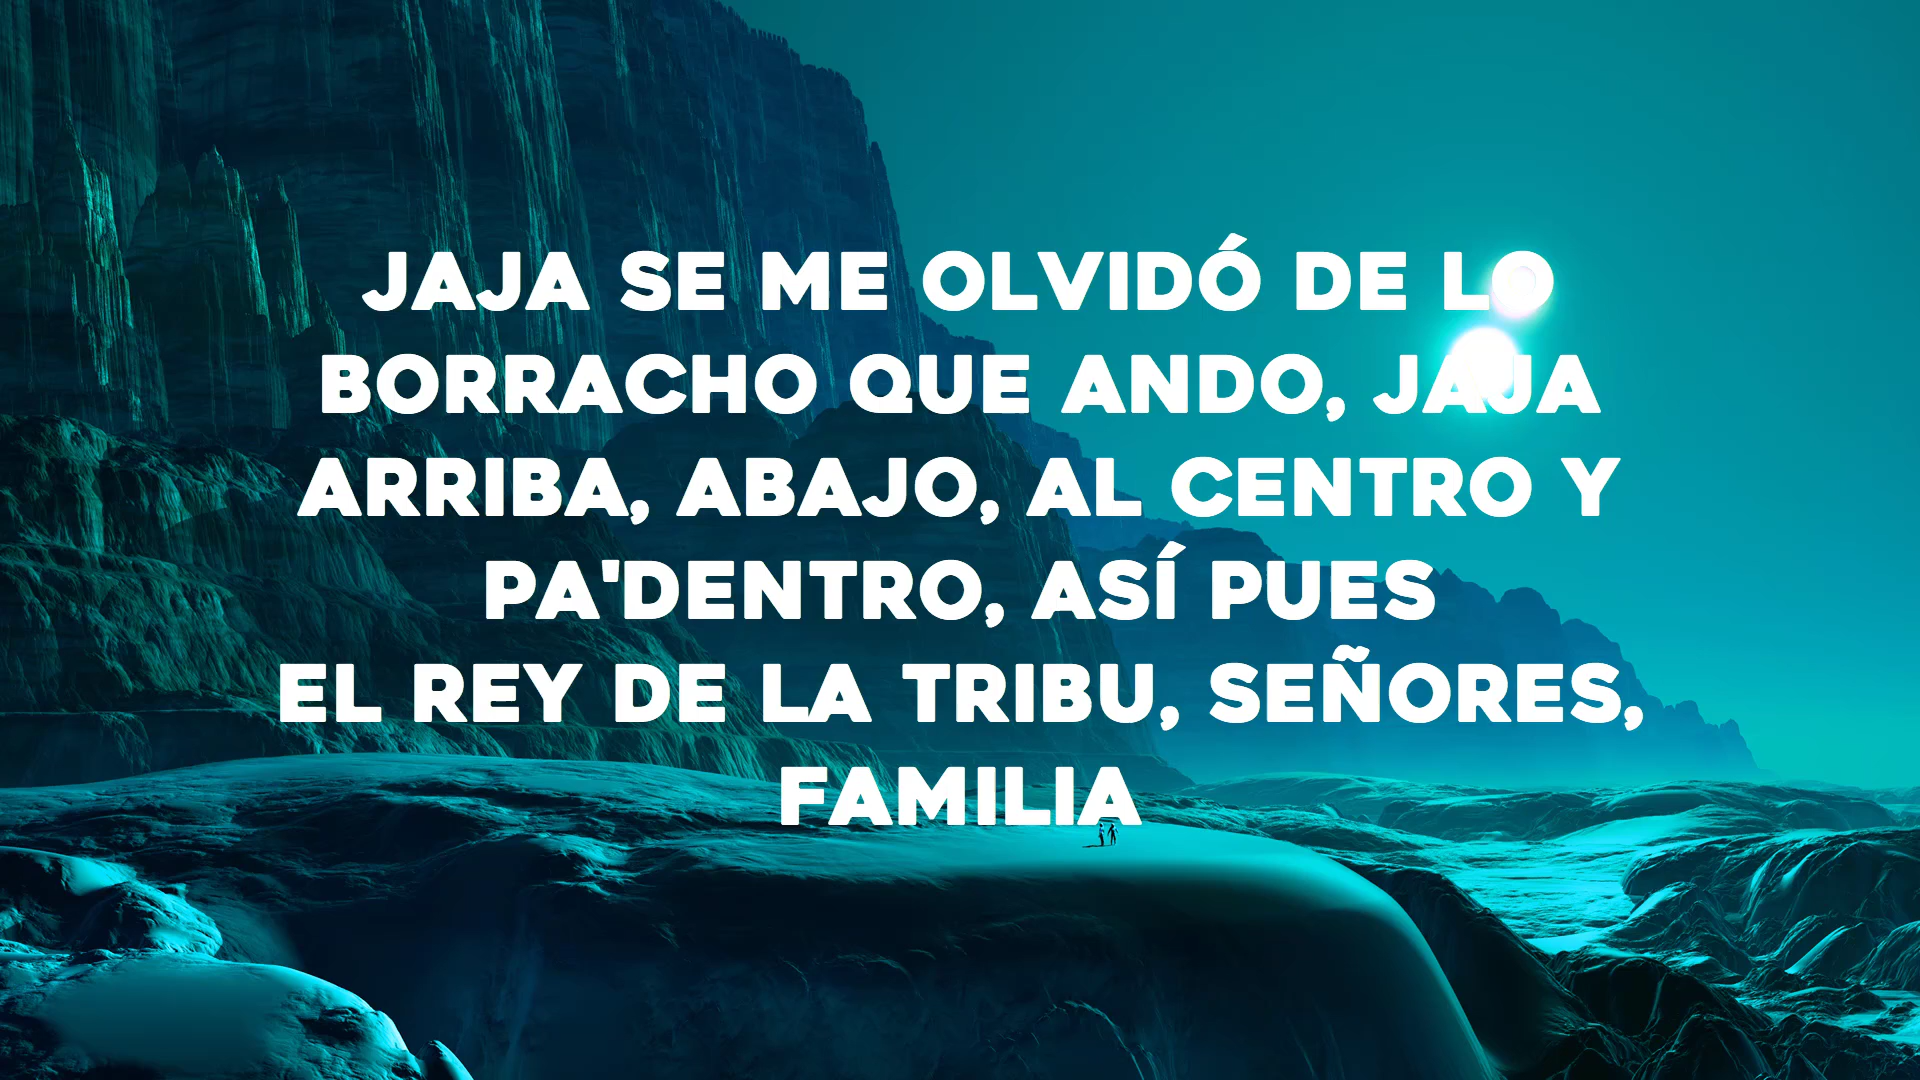 JAJA SE ME OLVIDÓ DE LO
BORRACHO QUE ANDO, JAJA
ARRIBA, ABAJO, AL CENTRO Y
PA'DENTRO, ASÍ PUES
EL REY DE LA TRIBU, SEÑORES,
FAMILIA